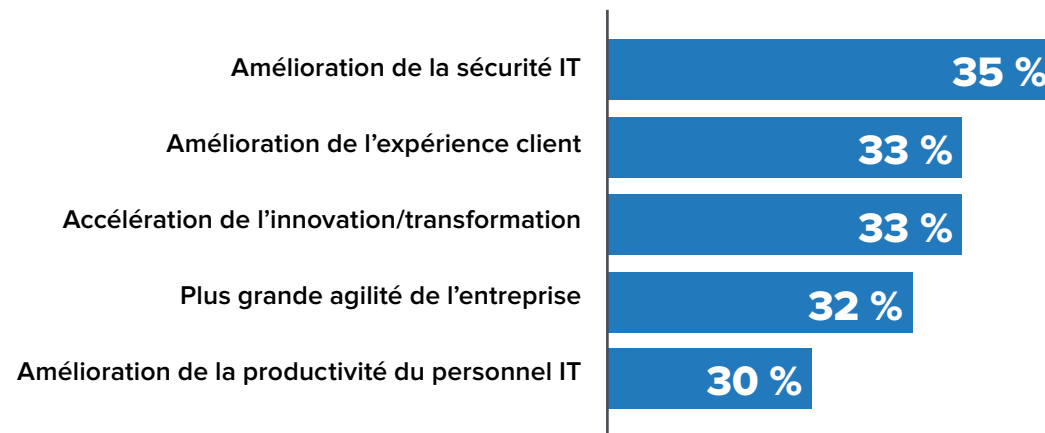 Amélioration de la sécurité IT 35 %
Amélioration de l’expérience client 33 %
Accélération de l’innovation/transformation 33 %
Plus grande agilité de l’entreprise 32 %
Amélioration de la productivité du personnel IT 30 %